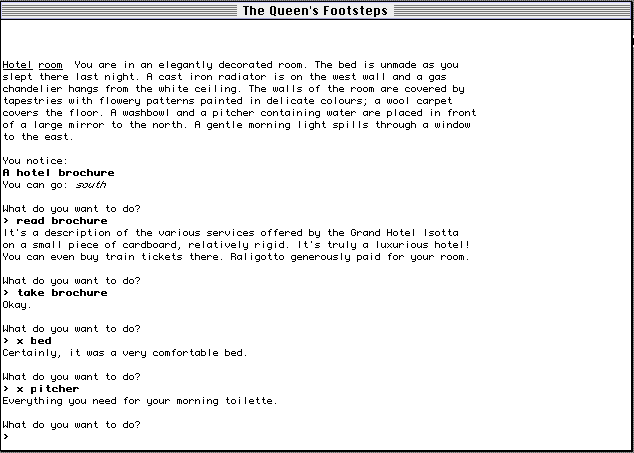 The Queen's Footsteps
Hotel room  You are in an elegantly decorated room. The bed is unmade as you
slept there last night. A cast iron radiator is on the west wall and a gas
chandelier hangs from the white ceiling. The walls of the room are covered by
tapestries with flowery patterns painted in delicate colours; a wool carpet
covers the floor. A washbowl and a pitcher containing water are placed in front
of a large mirror to the north. A gentle morning light spills through a window
to the east.
You notice:
A hotel brochure
You can go: south
What do you want to do?
> read brochure
It's a description of the various services offered by the Grand Hotel Isotta
on a small piece of cardboard, relatively rigid. It's truly a luxurious hotel!
You can even buy train tickets there. Raligotto generously paid for your room.
What do you want to do?
> take brochure
Okay.
What do you want to do?
> x bed
Certainly, it was a very comfortable bed.
What do you want to do?
> x pitcher
Everything you need for your morning toilette.
What do you want to do?
>